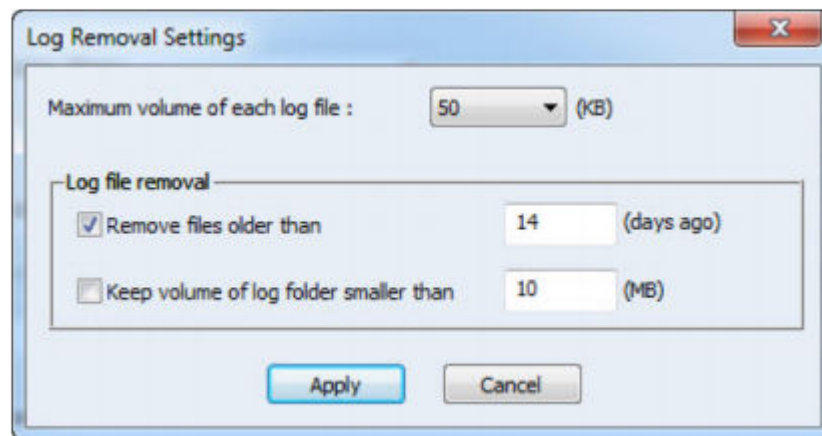 Log Removal Settings
Maximum volume of each log file : 50 (KB)
Log file removal
Remove files older than 14 (days ago)
Keep volume of log folder smaller than 10 (MB)
Apply Cancel